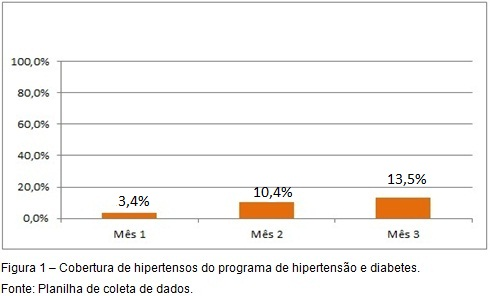 100,0%
80,0%
60,0%
40,0%
20,0%
0,0%
3,4%
10,4%
13,5%
Mês 1
Mês 2
Mês 3
Figura 1 – Cobertura de hipertensos do programa de hipertensão e diabetes.
Fonte: Planilha de coleta de dados.